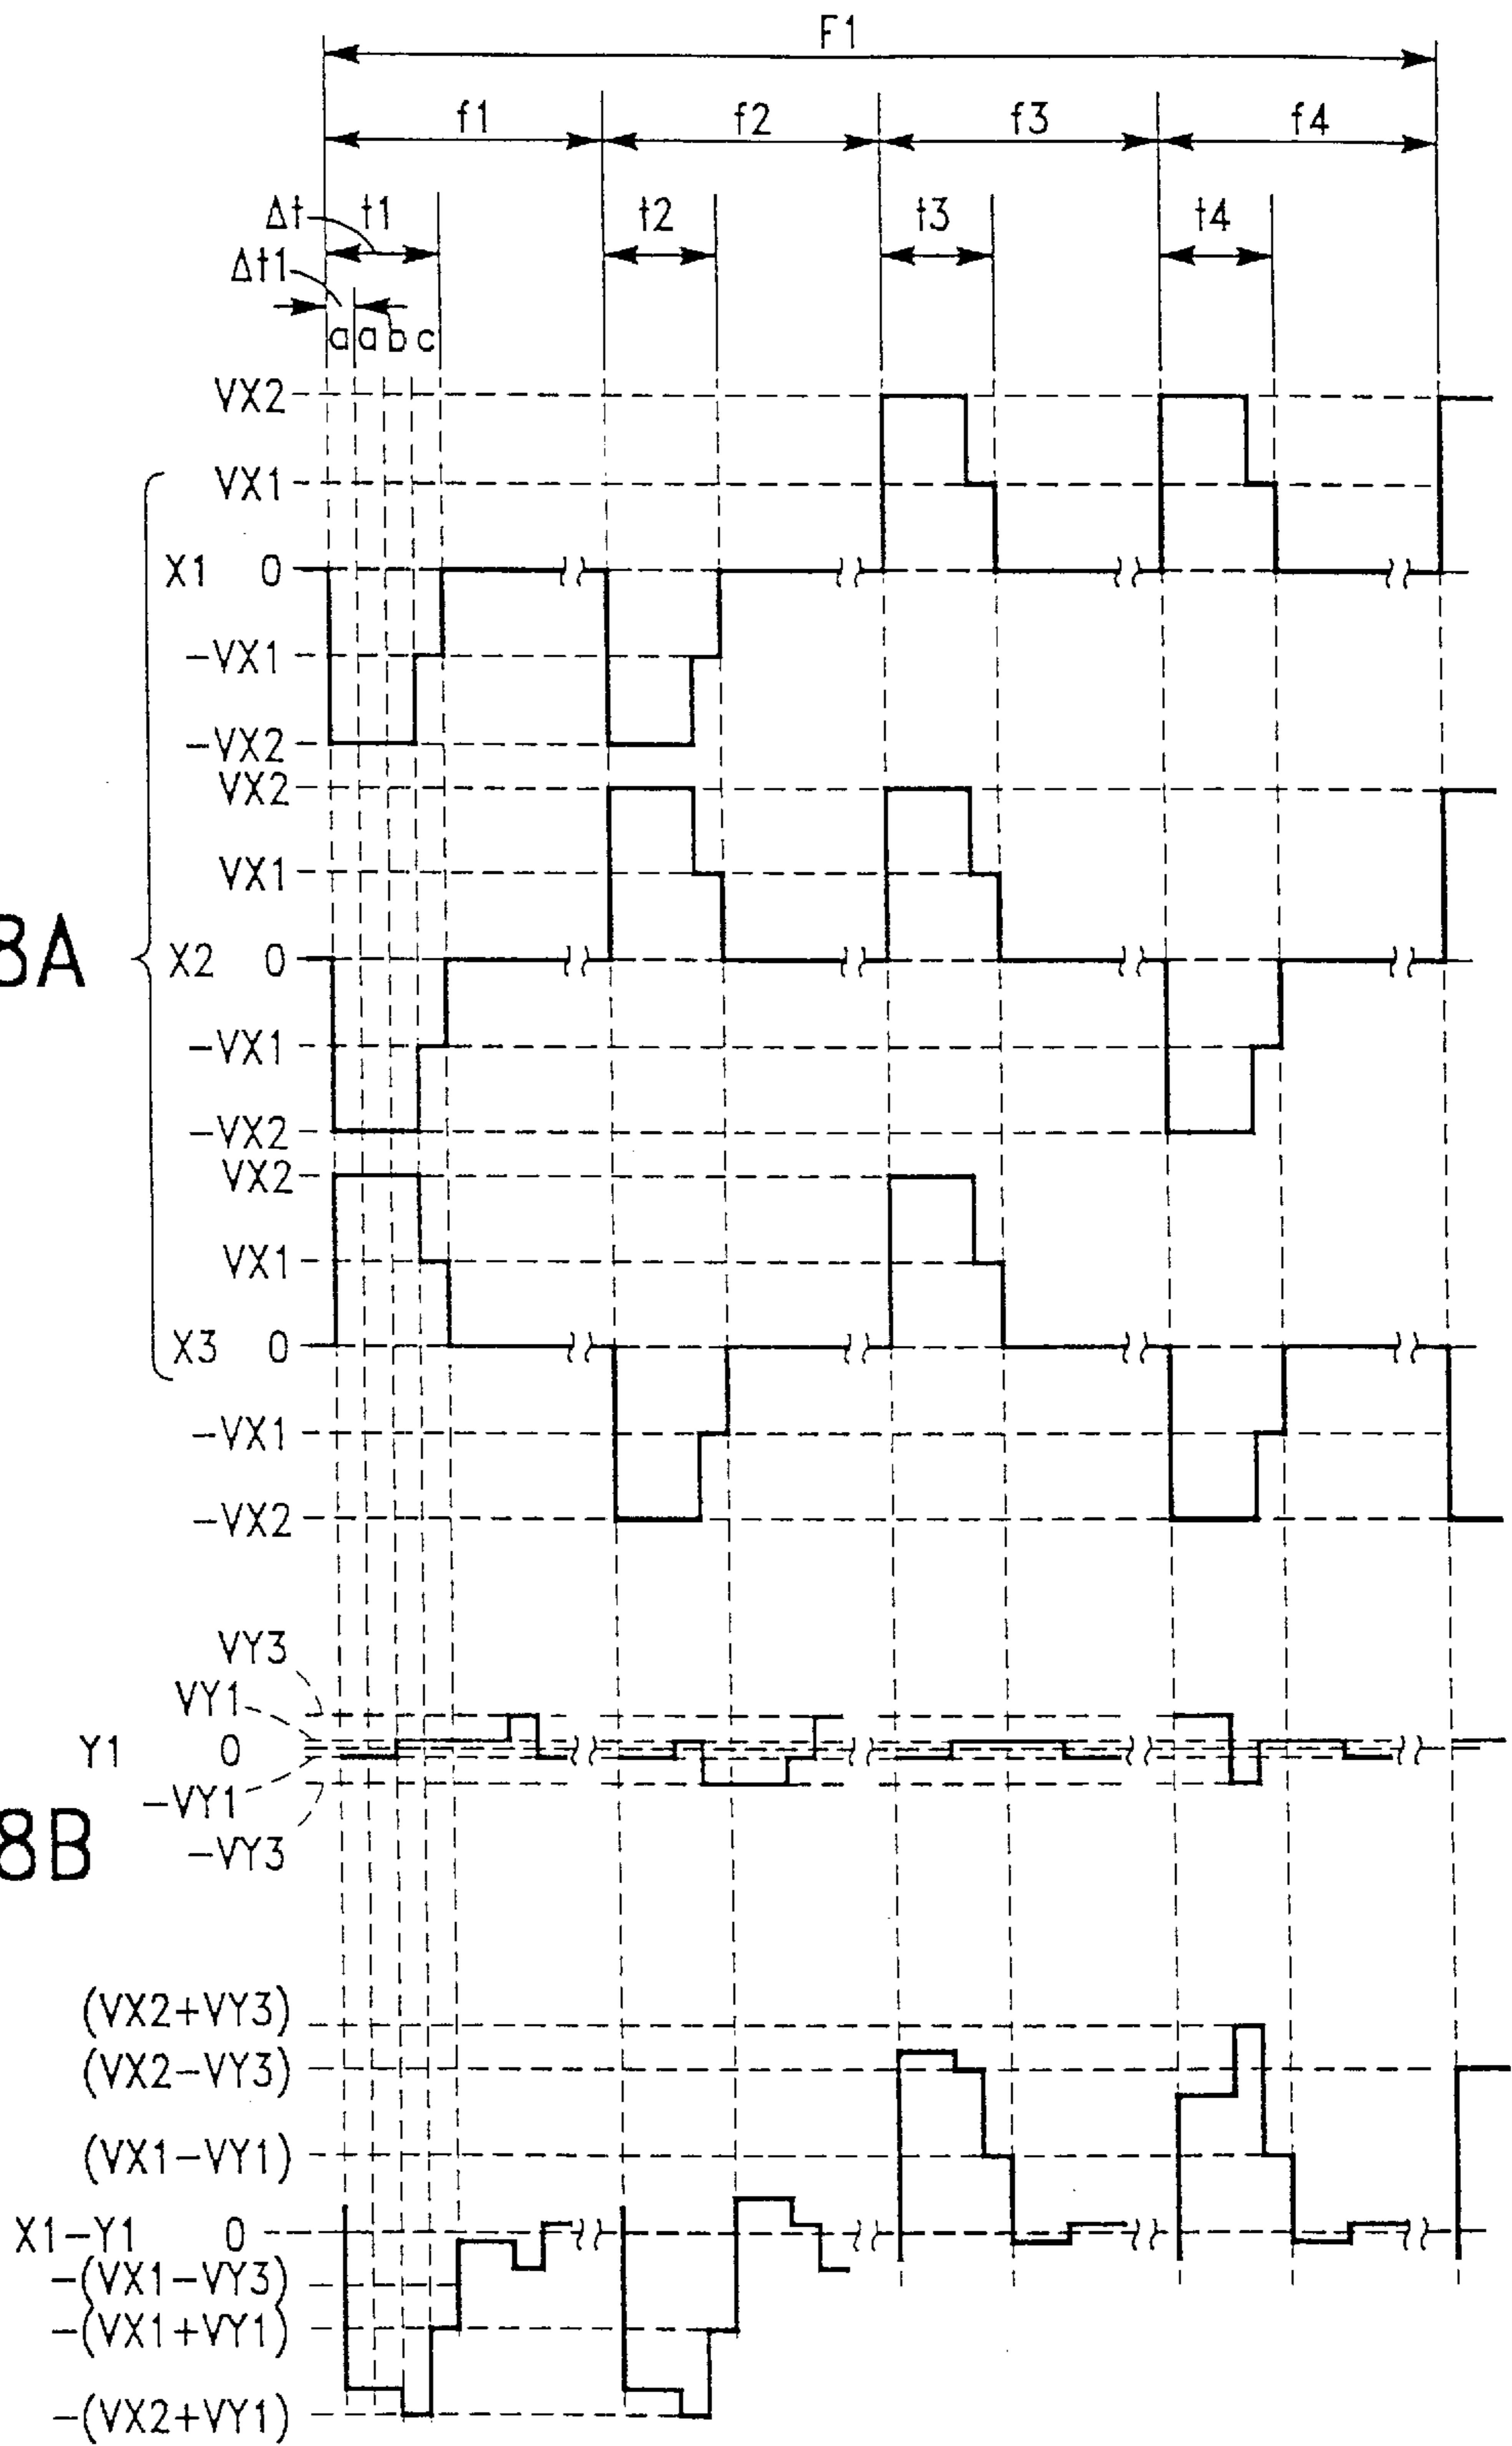 F1
f1 f2 f3 f4
Δt t1 t2 t3 t4
Δt1
a a b c
VX2
VX1
X1 0
-VX1
-VX2
VX2
VX1
8A
X2 0
-VX1
-VX2
VX2
VX1
X3 0
-VX1
-VX2
VY3
VY1
Y1 0
-VY1
8B
-VY3
(VX2+VY3)
(VX2-VY3)
(VX1-VY1)
X1-Y1 0
-(VX1-VY3)
-(VX1+VY1)
-(VX2+VY1)